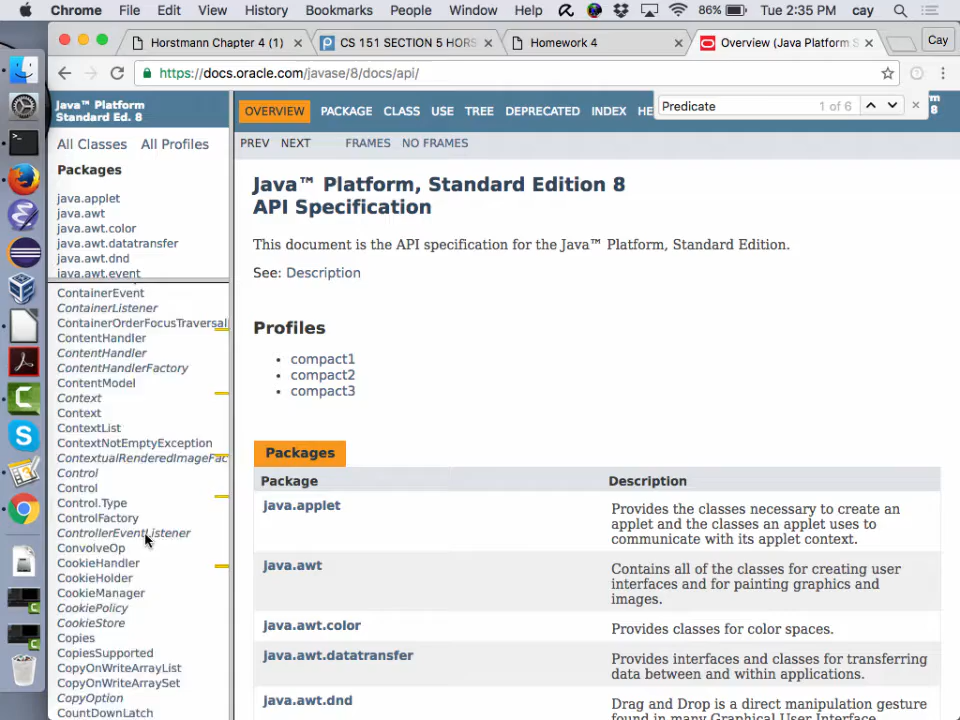 Chrome File Edit View History Bookmarks People Window Help 86% Tue 2:35 PM cay
Horstmann Chapter 4 (1) × CS 151 SECTION 5 HORS × Homework 4 × Overview (Java Platform S × Cay
https://docs.oracle.com/javase/8/docs/api/
Predicate 1 of 6
Java™ Platform
Standard Ed. 8
All Classes All Profiles
Packages
java.applet
java.awt
java.awt.color
java.awt.datatransfer
java.awt.dnd
java.awt.event
ContainerEvent
ContainerListener
ContainerOrderFocusTraversal
ContentHandler
ContentHandler
ContentHandlerFactory
ContentModel
Context
Context
ContextList
ContextNotEmptyException
ContextualRenderedImageFac
Control
Control
Control.Type
ControlFactory
ControllerEventListener
ConvolveOp
CookieHandler
CookieHolder
CookieManager
CookiePolicy
CookieStore
Copies
CopiesSupported
CopyOnWriteArrayList
CopyOnWriteArraySet
CopyOption
CountDownLatch
OVERVIEW PACKAGE CLASS USE TREE DEPRECATED INDEX HE
PREV NEXT FRAMES NO FRAMES
Java™ Platform, Standard Edition 8
API Specification
This document is the API specification for the Java™ Platform, Standard Edition.
See: Description
Profiles
• compact1
• compact2
• compact3
Packages
Package Description
java.applet Provides the classes necessary to create an
applet and the classes an applet uses to
communicate with its applet context.
java.awt Contains all of the classes for creating user
interfaces and for painting graphics and
images.
java.awt.color Provides classes for color spaces.
java.awt.datatransfer Provides interfaces and classes for transferring
data between and within applications.
java.awt.dnd Drag and Drop is a direct manipulation gesture
found in many Graphical User Interface